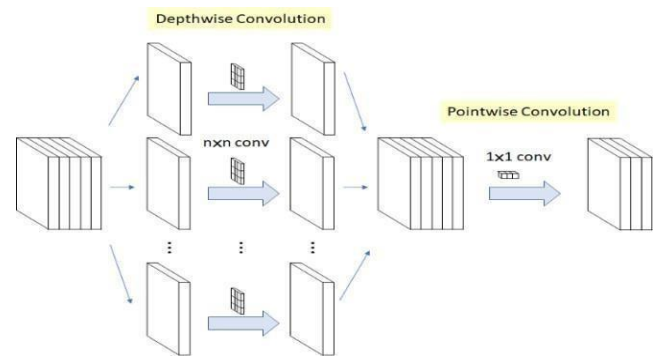 Depthwise Convolution
Pointwise Convolution
nxn conv
1x1 conv